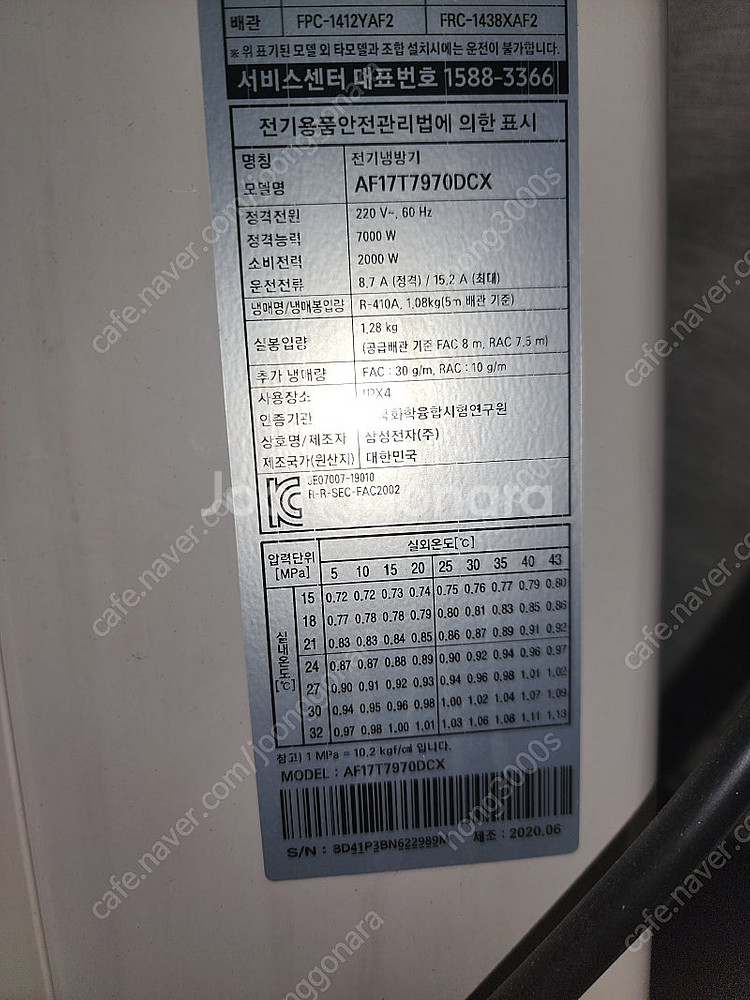 배관 FPC-1412YAF2 FRC-1438XAF2
※ 위 표기된 모델 외 타모델과 조합 설치시에는 운전이 불가합니다.
서비스센터 대표번호 1588-3366
전기용품안전관리법에 의한 표시
명칭 전기냉방기
모델명 AF17T7970DCX
정격전원 220 V~, 60 Hz
정격능력 7000 W
소비전력 2000 W
운전전류 8.7 A (정격) / 15.2 A (최대)
냉매명/냉매봉입량 R-410A, 1.08kg(5m 배관 기준)
실봉입량 1.28 kg
(공급배관 기준 FAC 8 m, RAC 7.5 m)
추가 냉매량 FAC : 30 g/m, RAC : 10 g/m
사용장소 IPX4
인증기관 화학융합시험연구원
상호명/제조자 삼성전자(주)
제조국가(원산지) 대한민국
JE07007-19010
R-R-SEC-FAC2002
압력단위 [MPa] 실외온도[℃]
5 10 15 20 25 30 35 40 43
실내온도[℃]
15 0.72 0.72 0.73 0.74 0.75 0.76 0.77 0.79 0.80
18 0.77 0.78 0.78 0.79 0.80 0.81 0.83 0.85 0.86
21 0.83 0.83 0.84 0.85 0.86 0.87 0.89 0.91 0.92
24 0.87 0.87 0.88 0.89 0.90 0.92 0.94 0.96 0.97
27 0.90 0.91 0.92 0.93 0.94 0.96 0.98 1.01 1.02
30 0.94 0.95 0.96 0.98 1.00 1.02 1.04 1.07 1.09
32 0.97 0.98 1.00 1.01 1.03 1.06 1.08 1.11 1.13
참고) 1 MPa = 10.2 kgf/㎠ 입니다.
MODEL : AF17T7970DCX
S/N : BD41P3BN622989N 제조 : 2020.06
Joonggonara
cafe.naver.com/joonggonara
hong3000s